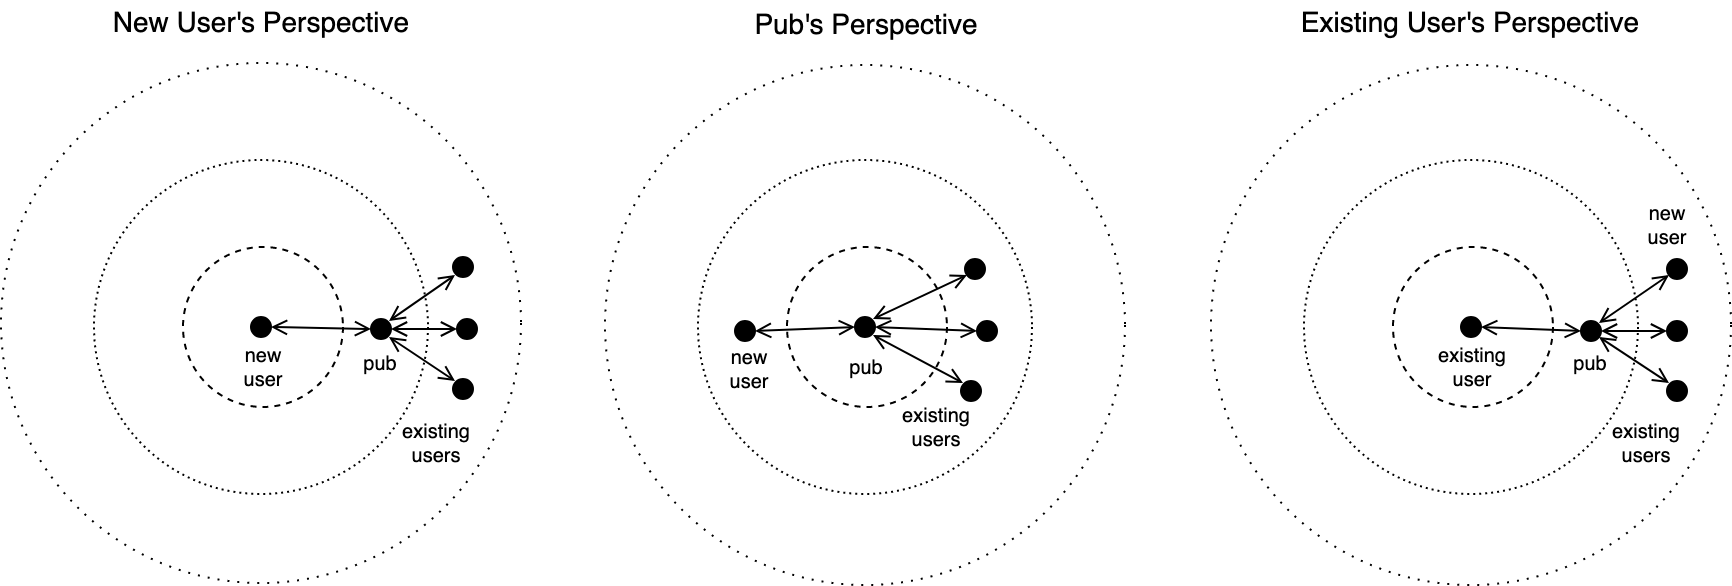 New User's Perspective
new
user
pub
existing
users
Pub's Perspective
new
user
pub
existing
users
Existing User's Perspective
new
user
existing
user
pub
existing
users